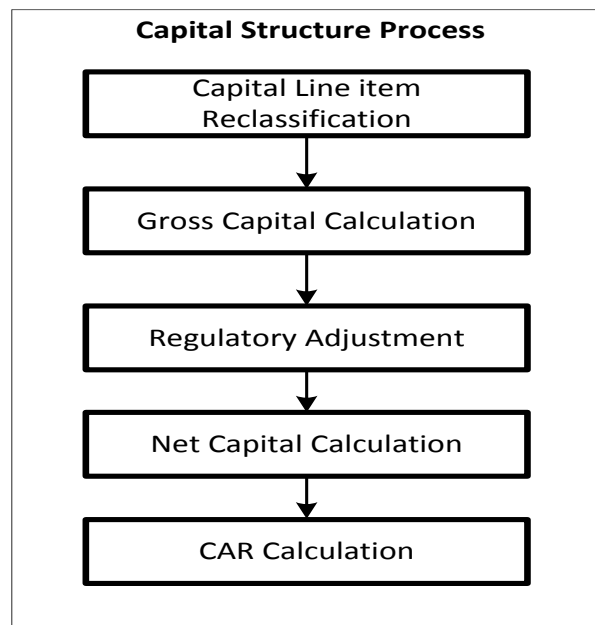 Capital Structure Process
Capital Line item
Reclassification
Gross Capital Calculation
Regulatory Adjustment
Net Capital Calculation
CAR Calculation